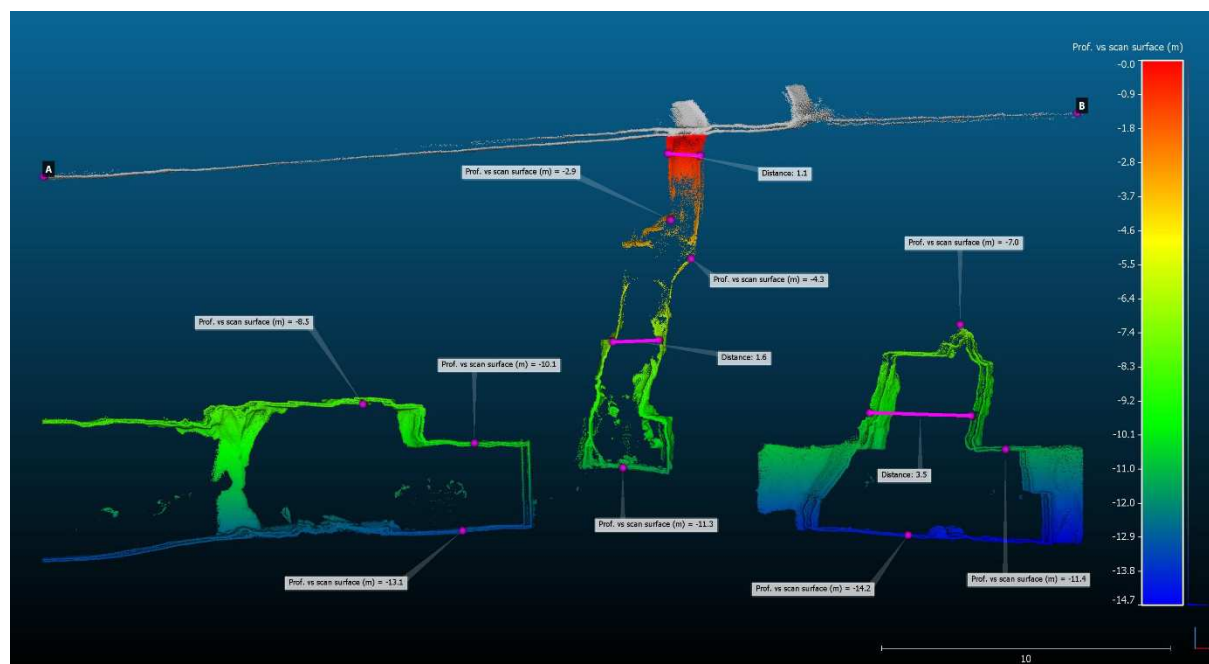 Prof. vs scan surface (m)
-0.0
-0.9
-1.8
-2.8
-3.7
-4.6
-5.5
-6.4
-7.4
-8.3
-9.2
-10.1
-11.0
-12.0
-12.9
-13.8
-14.7
A
B
Prof. vs scan surface (m) = -2.9
Distance: 1.1
Prof. vs scan surface (m) = -7.0
Prof. vs scan surface (m) = -4.3
Prof. vs scan surface (m) = -8.5
Distance: 1.6
Prof. vs scan surface (m) = -10.1
Distance: 3.5
Prof. vs scan surface (m) = -11.3
Prof. vs scan surface (m) = -13.1
Prof. vs scan surface (m) = -11.4
Prof. vs scan surface (m) = -14.2
10